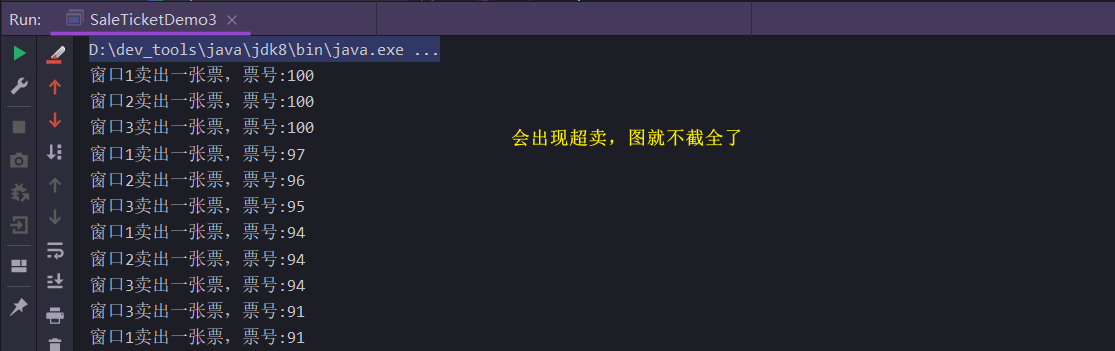 Run: SaleTicketDemo3 ×
D:\dev_tools\java\jdk8\bin\java.exe ...
窗口1卖出一张票，票号:100
窗口2卖出一张票，票号:100
窗口3卖出一张票，票号:100
会出现超卖，图就不截全了
窗口1卖出一张票，票号:97
窗口2卖出一张票，票号:96
窗口3卖出一张票，票号:95
窗口1卖出一张票，票号:94
窗口2卖出一张票，票号:94
窗口3卖出一张票，票号:94
窗口3卖出一张票，票号:91
窗口1卖出一张票，票号:91